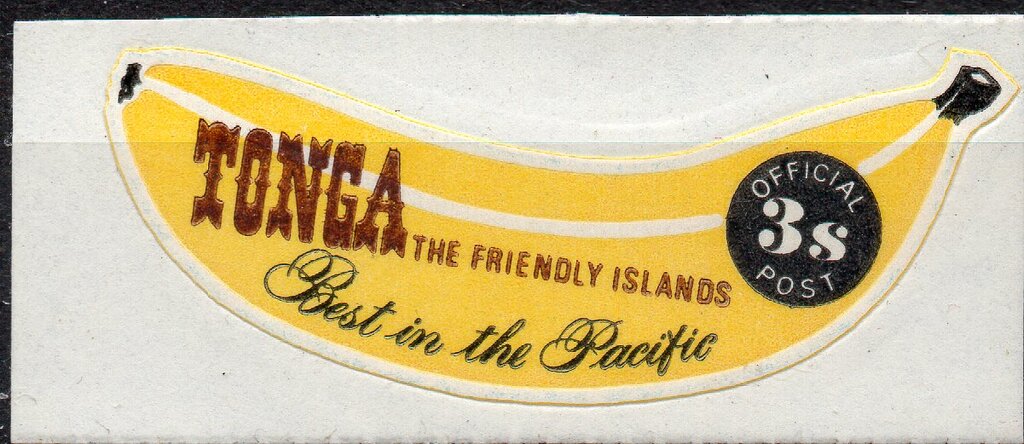 TONGA
THE FRIENDLY ISLANDS
Best in the Pacific
OFFICIAL
3s
POST